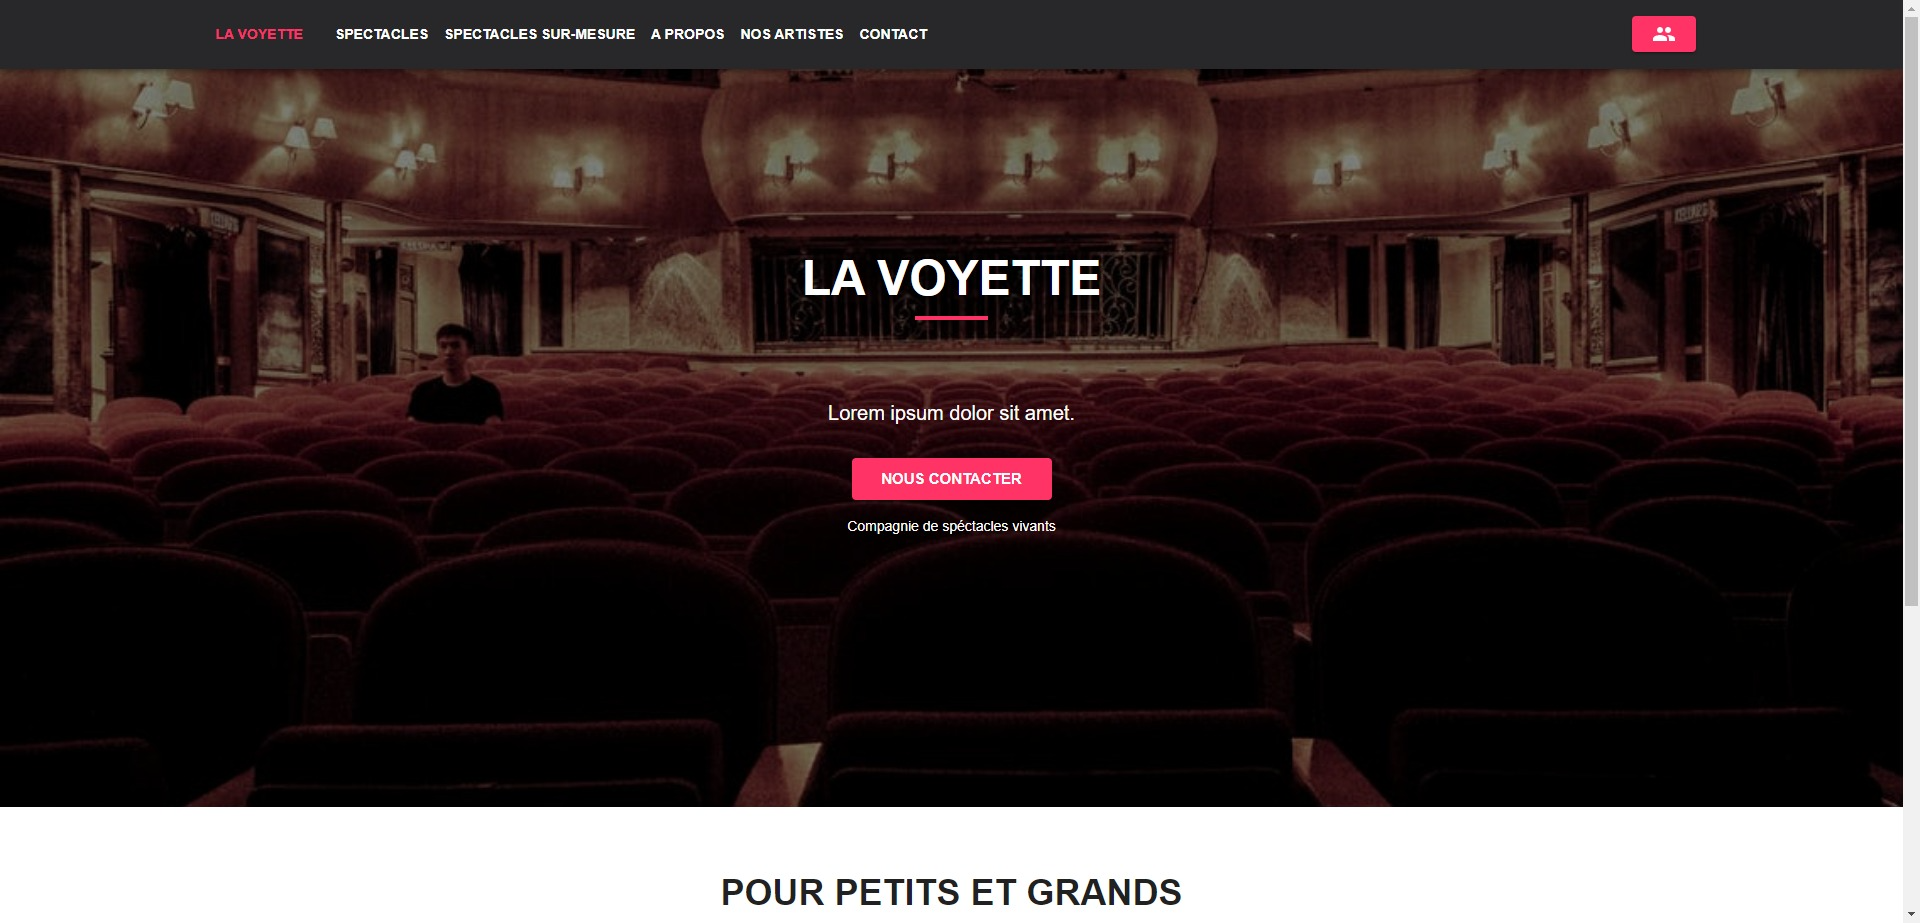 LA VOYETTE SPECTACLES SPECTACLES SUR-MESURE A PROPOS NOS ARTISTES CONTACT
LA VOYETTE
Lorem ipsum dolor sit amet.
NOUS CONTACTER
Compagnie de spéctacles vivants
POUR PETITS ET GRANDS